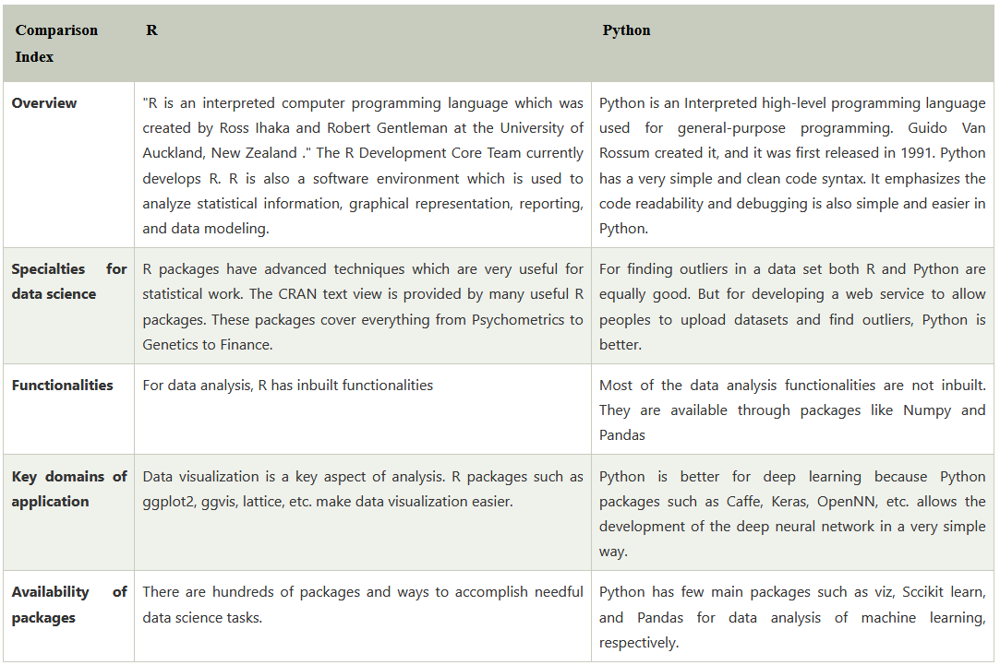 Comparison
Index
R
Python
Overview
"R is an interpreted computer programming language which was
created by Ross Ihaka and Robert Gentleman at the University of
Auckland, New Zealand ." The R Development Core Team currently
develops R. R is also a software environment which is used to
analyze statistical information, graphical representation, reporting,
and data modeling.
Python is an Interpreted high-level programming language
used for general-purpose programming. Guido Van
Rossum created it, and it was first released in 1991. Python
has a very simple and clean code syntax. It emphasizes the
code readability and debugging is also simple and easier in
Python.
Specialties for
data science
R packages have advanced techniques which are very useful for
statistical work. The CRAN text view is provided by many useful R
packages. These packages cover everything from Psychometrics to
Genetics to Finance.
For finding outliers in a data set both R and Python are
equally good. But for developing a web service to allow
peoples to upload datasets and find outliers, Python is
better.
Functionalities
For data analysis, R has inbuilt functionalities
Most of the data analysis functionalities are not inbuilt.
They are available through packages like Numpy and
Pandas
Key domains of
application
Data visualization is a key aspect of analysis. R packages such as
ggplot2, ggvis, lattice, etc. make data visualization easier.
Python is better for deep learning because Python
packages such as Caffe, Keras, OpenNN, etc. allows the
development of the deep neural network in a very simple
way.
Availability of
packages
There are hundreds of packages and ways to accomplish needful
data science tasks.
Python has few main packages such as viz, Sccikit learn,
and Pandas for data analysis of machine learning,
respectively.